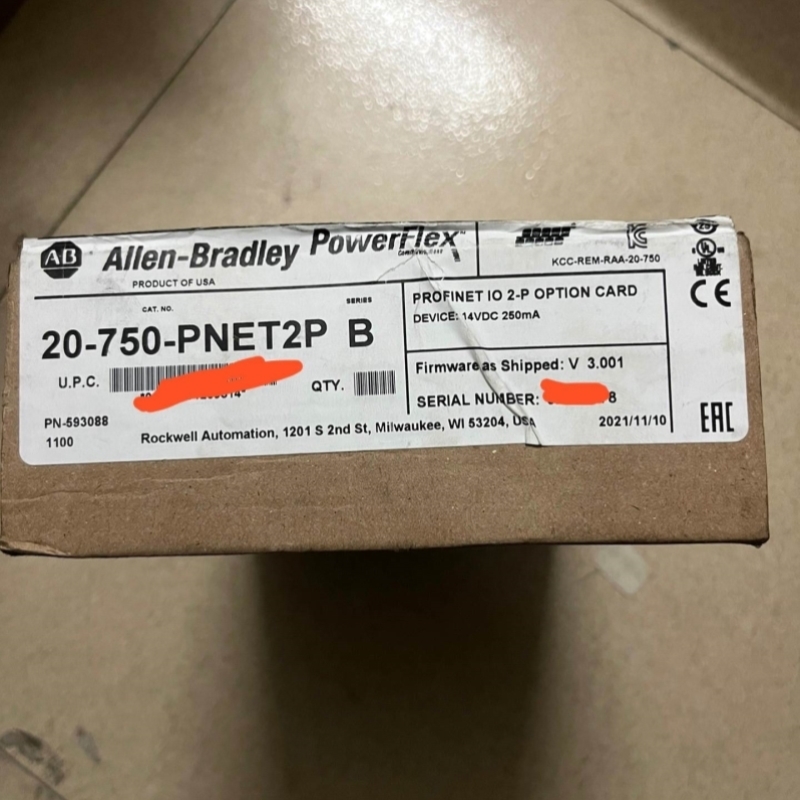 AB Allen-Bradley PowerFlex™
PRODUCT OF USA
KCC-REM-RAA-20-750
CAT. NO.
SERIES
20-750-PNET2P B
U.P.C.
QTY.
PN-593088
1100
Rockwell Automation, 1201 S 2nd St, Milwaukee, WI 53204, USA
PROFINET IO 2-P OPTION CARD
DEVICE: 14VDC 250mA
Firmware as Shipped: V 3.001
SERIAL NUMBER: 8
2021/11/10
CE
EAC